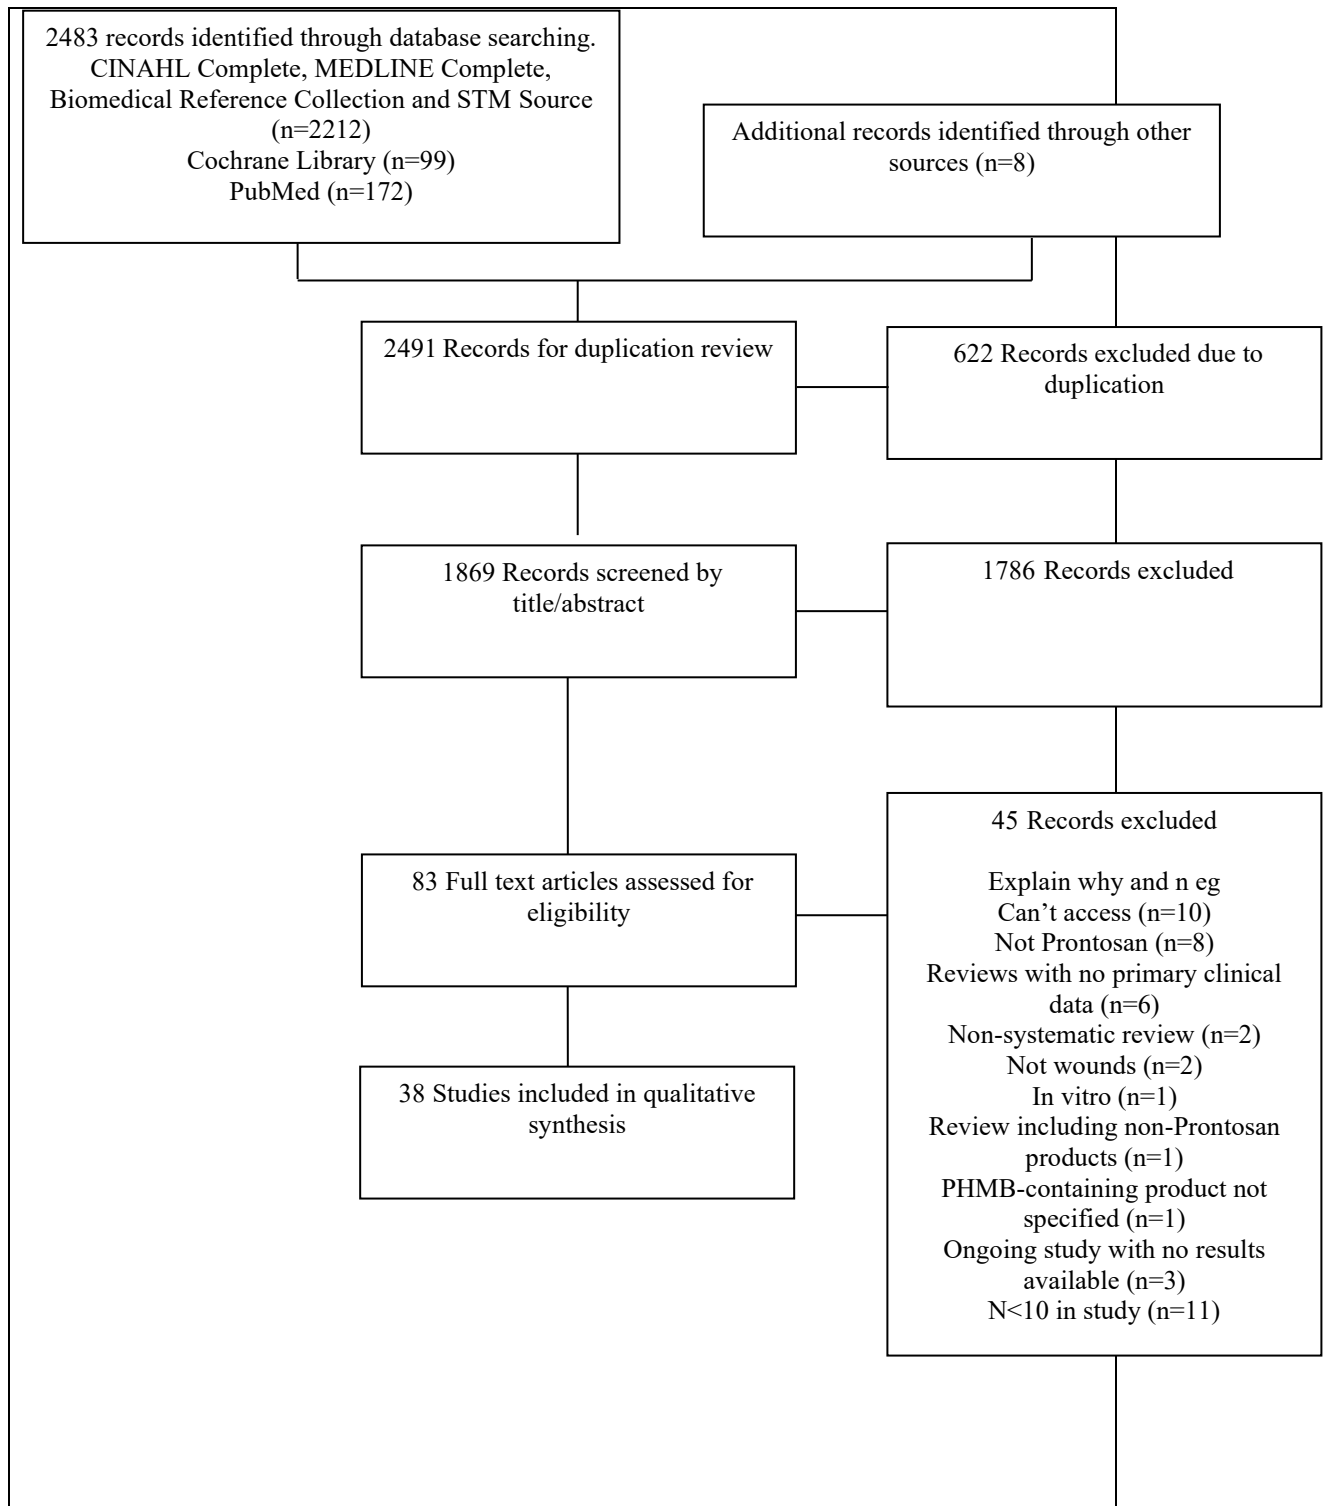 2483 records identified through database searching.
CINAHL Complete, MEDLINE Complete,
Biomedical Reference Collection and STM Source
(n=2212)
Cochrane Library (n=99)
PubMed (n=172)
Additional records identified through other
sources (n=8)
2491 Records for duplication review
622 Records excluded due to
duplication
1869 Records screened by
title/abstract
1786 Records excluded
83 Full text articles assessed for
eligibility
45 Records excluded
Explain why and n eg
Can’t access (n=10)
Not Prontosan (n=8)
Reviews with no primary clinical
data (n=6)
Non-systematic review (n=2)
Not wounds (n=2)
In vitro (n=1)
Review including non-Prontosan
products (n=1)
PHMB-containing product not
specified (n=1)
Ongoing study with no results
available (n=3)
N<10 in study (n=11)
38 Studies included in qualitative
synthesis